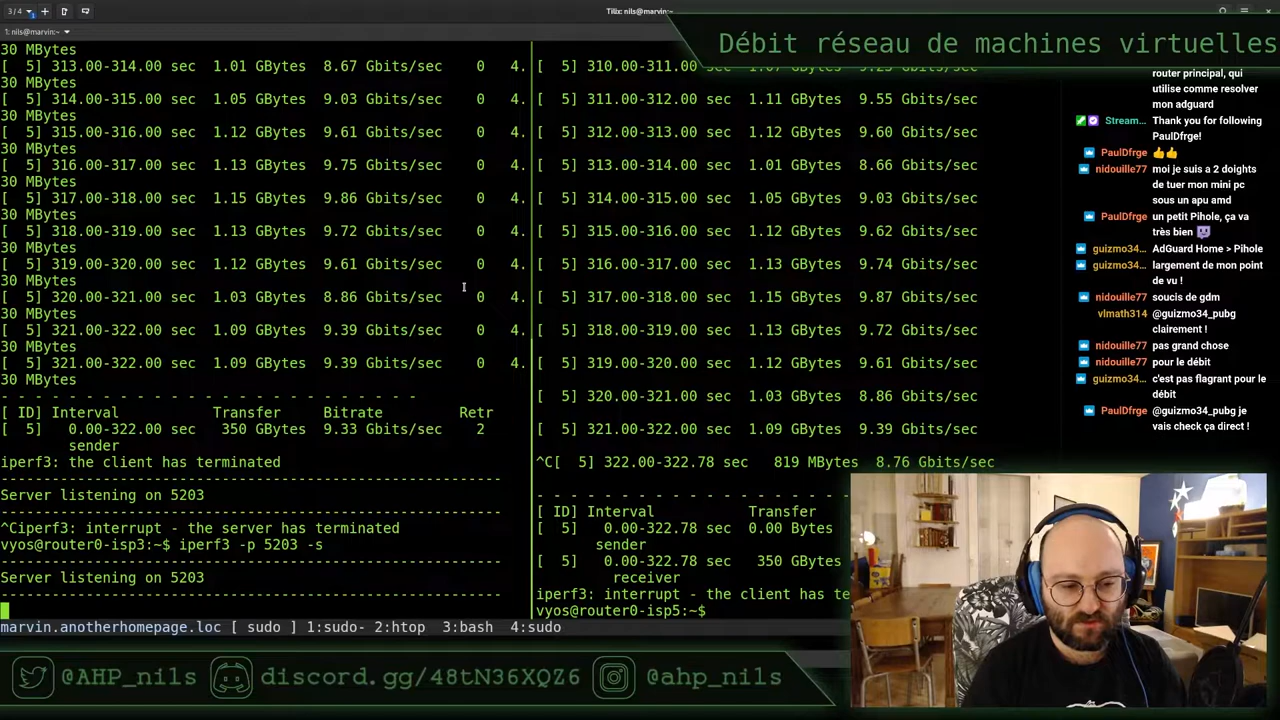 3/4
Tilix: nils@marvin:~
1: nils@marvin:~
Débit réseau de machines virtuelles
30 MBytes
[  5] 313.00-314.00 sec  1.01 GBytes  8.67 Gbits/sec    0   4.
30 MBytes
[  5] 314.00-315.00 sec  1.05 GBytes  9.03 Gbits/sec    0   4.
30 MBytes
[  5] 315.00-316.00 sec  1.12 GBytes  9.61 Gbits/sec    0   4.
30 MBytes
[  5] 316.00-317.00 sec  1.13 GBytes  9.75 Gbits/sec    0   4.
30 MBytes
[  5] 317.00-318.00 sec  1.15 GBytes  9.86 Gbits/sec    0   4.
30 MBytes
[  5] 318.00-319.00 sec  1.13 GBytes  9.72 Gbits/sec    0   4.
30 MBytes
[  5] 319.00-320.00 sec  1.12 GBytes  9.61 Gbits/sec    0   4.
30 MBytes
[  5] 320.00-321.00 sec  1.03 GBytes  8.86 Gbits/sec    0   4.
30 MBytes
[  5] 321.00-322.00 sec  1.09 GBytes  9.39 Gbits/sec    0   4.
30 MBytes
[  5] 321.00-322.00 sec  1.09 GBytes  9.39 Gbits/sec    0   4.
30 MBytes
- - - - - - - - - - - - - - - - - - - - - - - - -
[ ID] Interval           Transfer     Bitrate         Retr
[  5]   0.00-322.00 sec   350 GBytes  9.33 Gbits/sec    2
sender
iperf3: the client has terminated
-----------------------------------------------------------
Server listening on 5203
-----------------------------------------------------------
^Ciperf3: interrupt - the server has terminated
vyos@router0-isp3:~$ iperf3 -p 5203 -s
-----------------------------------------------------------
Server listening on 5203
-----------------------------------------------------------
[  5] 310.00-311.00
[  5] 311.00-312.00 sec  1.11 GBytes  9.55 Gbits/sec
[  5] 312.00-313.00 sec  1.12 GBytes  9.60 Gbits/sec
[  5] 313.00-314.00 sec  1.01 GBytes  8.66 Gbits/sec
[  5] 314.00-315.00 sec  1.05 GBytes  9.03 Gbits/sec
[  5] 315.00-316.00 sec  1.12 GBytes  9.62 Gbits/sec
[  5] 316.00-317.00 sec  1.13 GBytes  9.74 Gbits/sec
[  5] 317.00-318.00 sec  1.15 GBytes  9.87 Gbits/sec
[  5] 318.00-319.00 sec  1.13 GBytes  9.72 Gbits/sec
[  5] 319.00-320.00 sec  1.12 GBytes  9.61 Gbits/sec
[  5] 320.00-321.00 sec  1.03 GBytes  8.86 Gbits/sec
[  5] 321.00-322.00 sec  1.09 GBytes  9.39 Gbits/sec
^C[  5] 322.00-322.78 sec   819 MBytes  8.76 Gbits/sec
- - - - - - - - - - - - - - - - - - -
[ ID] Interval           Transfer
[  5]   0.00-322.78 sec  0.00 Bytes
sender
[  5]   0.00-322.78 sec   350 GBytes
receiver
iperf3: interrupt - the client has te
vyos@router0-isp5:~$
marvin.anotherhomepage.loc [ sudo ] 1:sudo- 2:htop  3:bash  4:sudo
router principal, qui
utilise comme resolver
mon adguard
Stream... Thank you for following
PaulDfrge!
PaulDfrge 👍👍
nidouille77 moi je suis a 2 doights
de tuer mon mini pc
sous un apu amd
PaulDfrge un petit Pihole, ça va
très bien
guizmo34... AdGuard Home > Pihole
guizmo34... largement de mon point
de vu !
nidouille77 soucis de gdm
vlmath314 @guizmo34_pubg
clairement !
nidouille77 pas grand chose
nidouille77 pour le débit
guizmo34... c'est pas flagrant pour le
débit
PaulDfrge @guizmo34_pubg je
vais check ça direct !
@AHP_nils
discord.gg/48tN36XQZ6
@ahp_nils